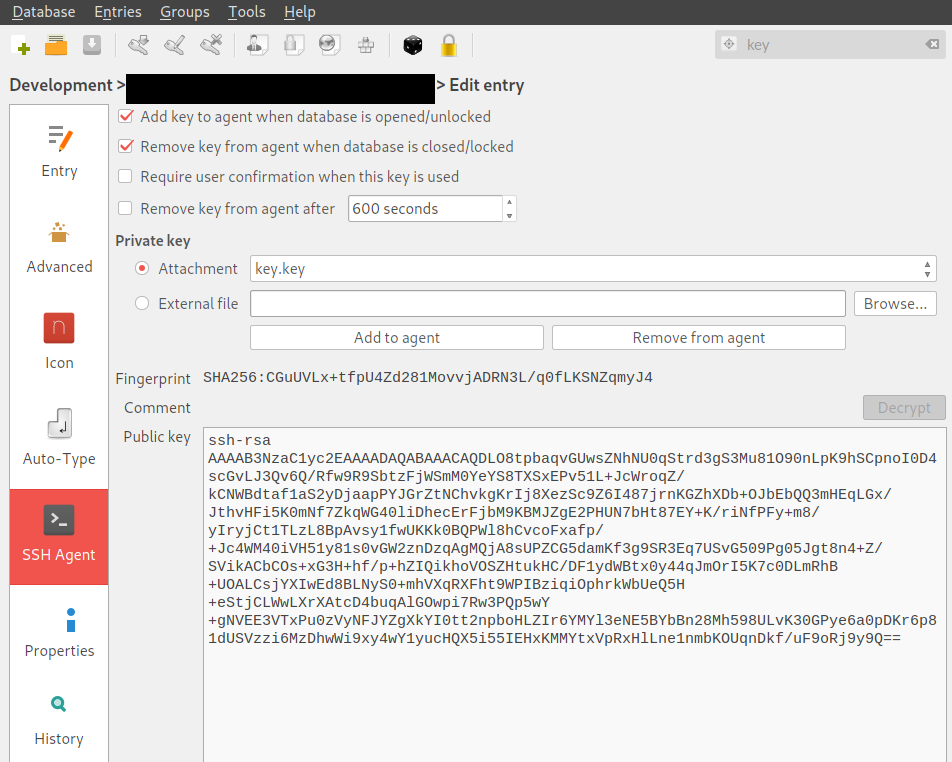 Database Entries Groups Tools Help
key
Development > > Edit entry
Add key to agent when database is opened/unlocked
Remove key from agent when database is closed/locked
Require user confirmation when this key is used
Remove key from agent after 600 seconds
Private key
Attachment key.key
External file Browse...
Add to agent Remove from agent
Fingerprint SHA256:CGuUVLx+tfpU4Zd281MovvjADRN3L/q0fLKSNZqmyJ4
Comment Decrypt
Public key
ssh-rsa
AAAAB3NzaC1yc2EAAAADAQABAAACAQDLO8tpbaqvGUwsZNhNU0qStrd3gS3Mu81O90nLpK9hSCpnoI0D4
scGvLJ3Qv6Q/Rfw9R9SbtzFjWSmM0YeYS8TXSxEPv51L+JcWroqZ/
kCNWBdtaf1aS2yDjaapPYJGrZtNChvkgKrIj8XezSc9Z6I487jrnKGZhXDb+OJbEbQQ3mHEqLGx/
JthvHFi5K0mNf7ZkqWG40liDhecErFjbM9KBMJZgE2PHUN7bHt87EY+K/riNfPFy+m8/
yIryjCt1TLzL8BpAvsy1fwUKKk0BQPWl8hCvcoFxafp/
+Jc4WM40iVH51y81s0vGW2znDzqAgMQjA8sUPZCG5damKf3g9SR3Eq7USvG509Pg05Jgt8n4+Z/
SVikACbCOs+xG3H+hf/p+hZIQikhoVOSZHtukHC/DF1ydWBtx0y44qJmOrI5K7c0DLmRhB
+UOALCsjYXIwEd8BLNyS0+mhVXqRXFht9WPIBziqiOphrkWbUeQ5H
+eStjCLWwLXrXAtcD4buqAlGOwpi7Rw3PQp5wY
+gNVEE3VTxPu0zVyNFJYZgXkYI0tt2npboHLZIr6YMYl3eNE5BYbBn28Mh598ULvK30GPye6a0pDKr6p8
1dUSVzzi6MzDhwWi9xy4wY1yucHQX5i55IEHxKMMYtxVpRxHlLne1nmbKOUqnDkf/uF9oRj9y9Q==
Entry
Advanced
Icon
Auto-Type
SSH Agent
Properties
History